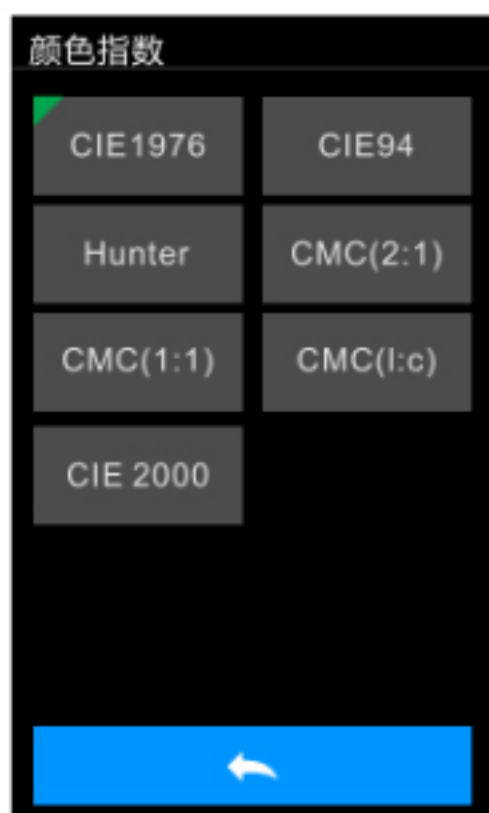 颜色指数
CIE1976 CIE94
Hunter CMC(2:1)
CMC(1:1) CMC(l:c)
CIE 2000